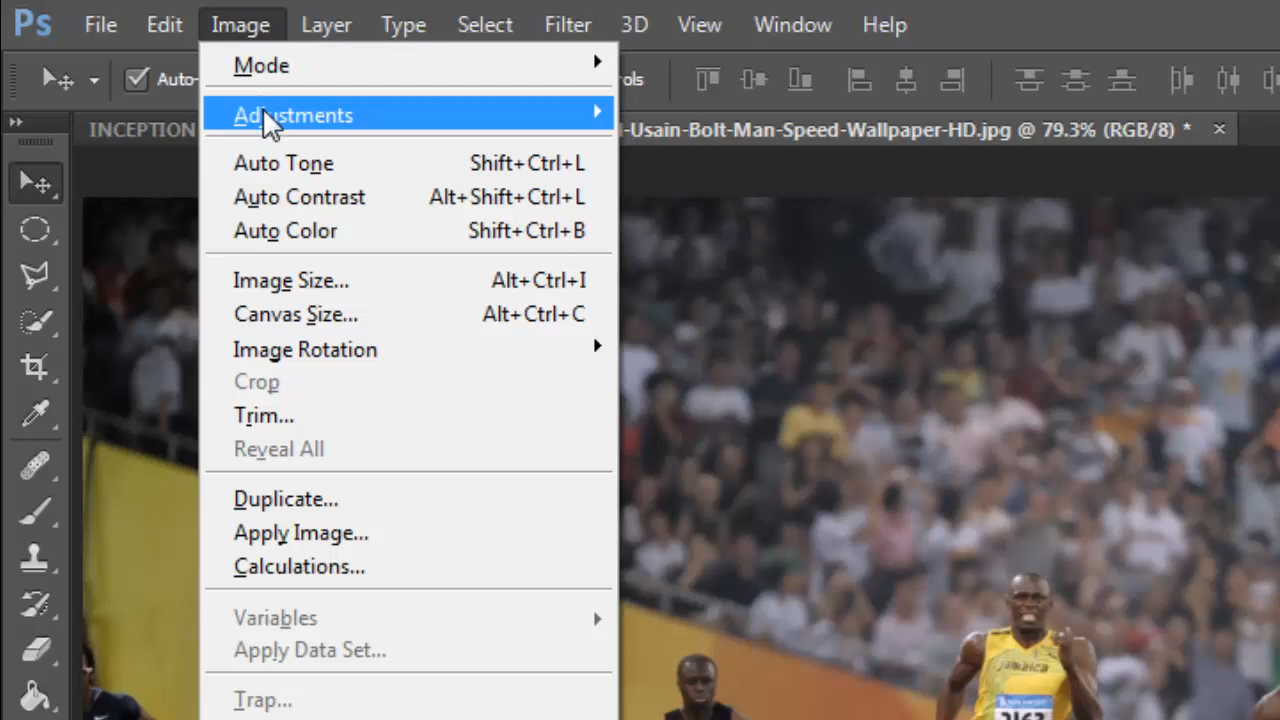 Ps File Edit Image Layer Type Select Filter 3D View Window Help
Auto-
INCEPTION
-Usain-Bolt-Man-Speed-Wallpaper-HD.jpg @ 79.3% (RGB/8) * ×
Mode
Adjustments
Auto Tone Shift+Ctrl+L
Auto Contrast Alt+Shift+Ctrl+L
Auto Color Shift+Ctrl+B
Image Size... Alt+Ctrl+I
Canvas Size... Alt+Ctrl+C
Image Rotation
Crop
Trim...
Reveal All
Duplicate...
Apply Image...
Calculations...
Variables
Apply Data Set...
Trap...
Jamaica
2163